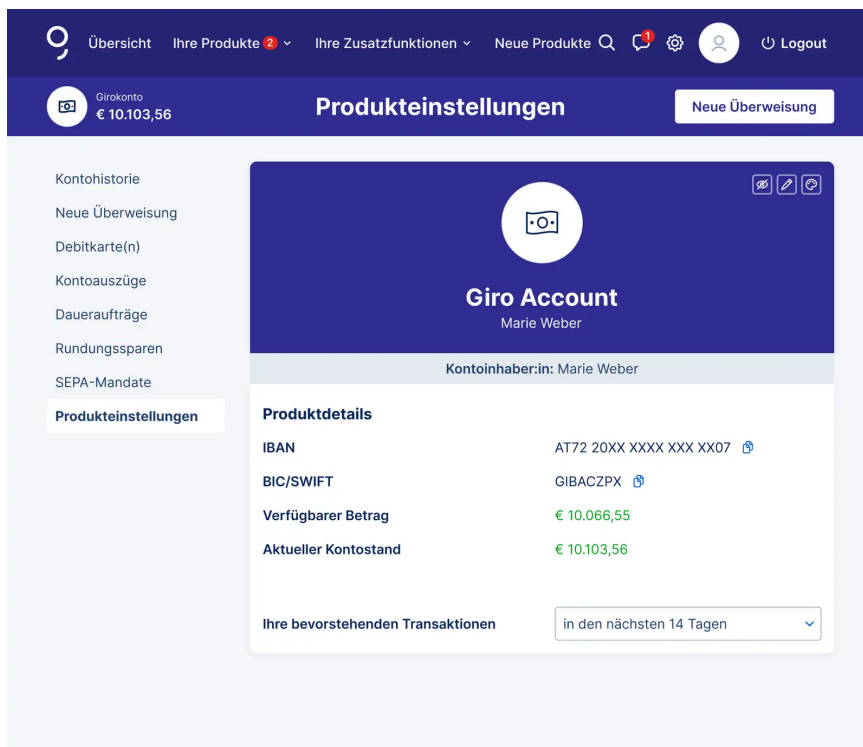 Übersicht
Ihre Produkte 2
Ihre Zusatzfunktionen
Neue Produkte
1
Logout
Girokonto
€ 10.103,56
Produkteinstellungen
Neue Überweisung
Kontohistorie
Neue Überweisung
Debitkarte(n)
Kontoauszüge
Daueraufträge
Rundungssparen
SEPA-Mandate
Produkteinstellungen
Giro Account
Marie Weber
Kontoinhaber:in: Marie Weber
Produktdetails
IBAN AT72 20XX XXXX XXX XX07
BIC/SWIFT GIBACZPX
Verfügbarer Betrag € 10.066,55
Aktueller Kontostand € 10.103,56
Ihre bevorstehenden Transaktionen in den nächsten 14 Tagen